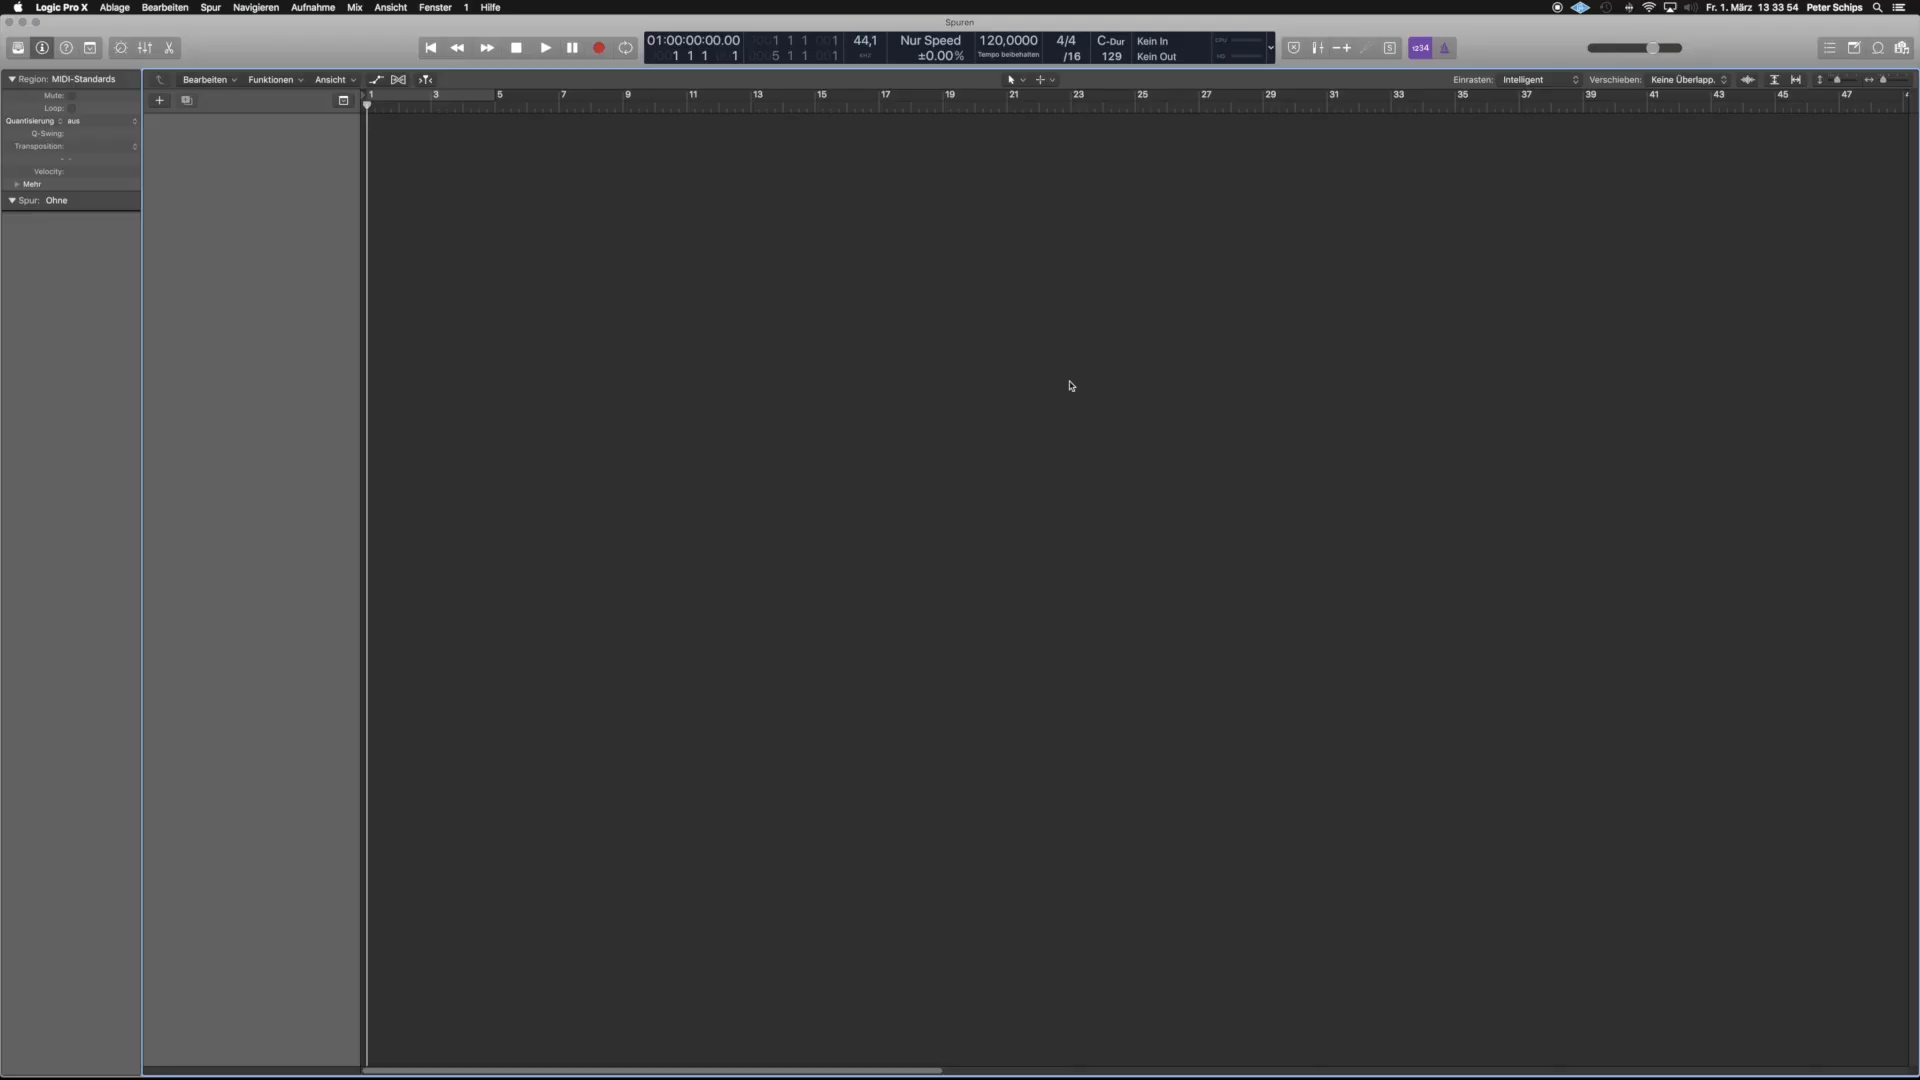 Logic Pro X Ablage Bearbeiten Spur Navigieren Aufnahme Mix Ansicht Fenster 1 Hilfe Fr. 1. März 13 33 54 Peter Schips
Spuren
01:00:00:00.00 1 1 1 1 44,1 Nur Speed 120,0000 4/4 C-Dur Kein In
1 1 1 1 5 1 1 1 ±0.00% Tempo beibehalten /16 129 Kein Out
1234
Region: MIDI-Standards Bearbeiten Funktionen Ansicht Einrasten: Intelligent Verschieben: Keine Überlapp.
Mute:
1 3 5 7 9 11 13 15 17 19 21 23 25 27 29 31 33 35 37 39 41 43 45 47
Loop:
Quantisierung aus
Q-Swing:
Transposition:
- -
Velocity:
Mehr
Spur: Ohne